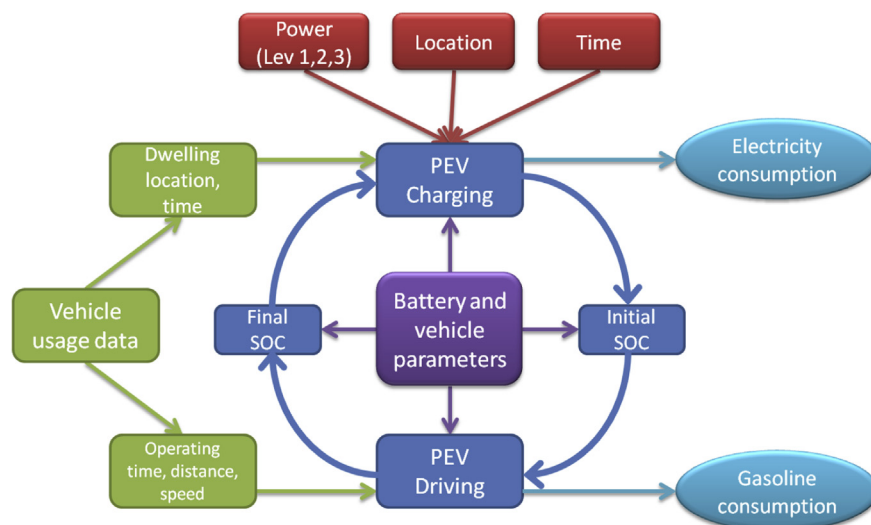 Power
(Lev 1,2,3)
Location
Time
Dwelling
location,
time
PEV
Charging
Electricity
consumption
Vehicle
usage data
Final
SOC
Battery and
vehicle
parameters
Initial
SOC
Operating
time, distance,
speed
PEV
Driving
Gasoline
consumption